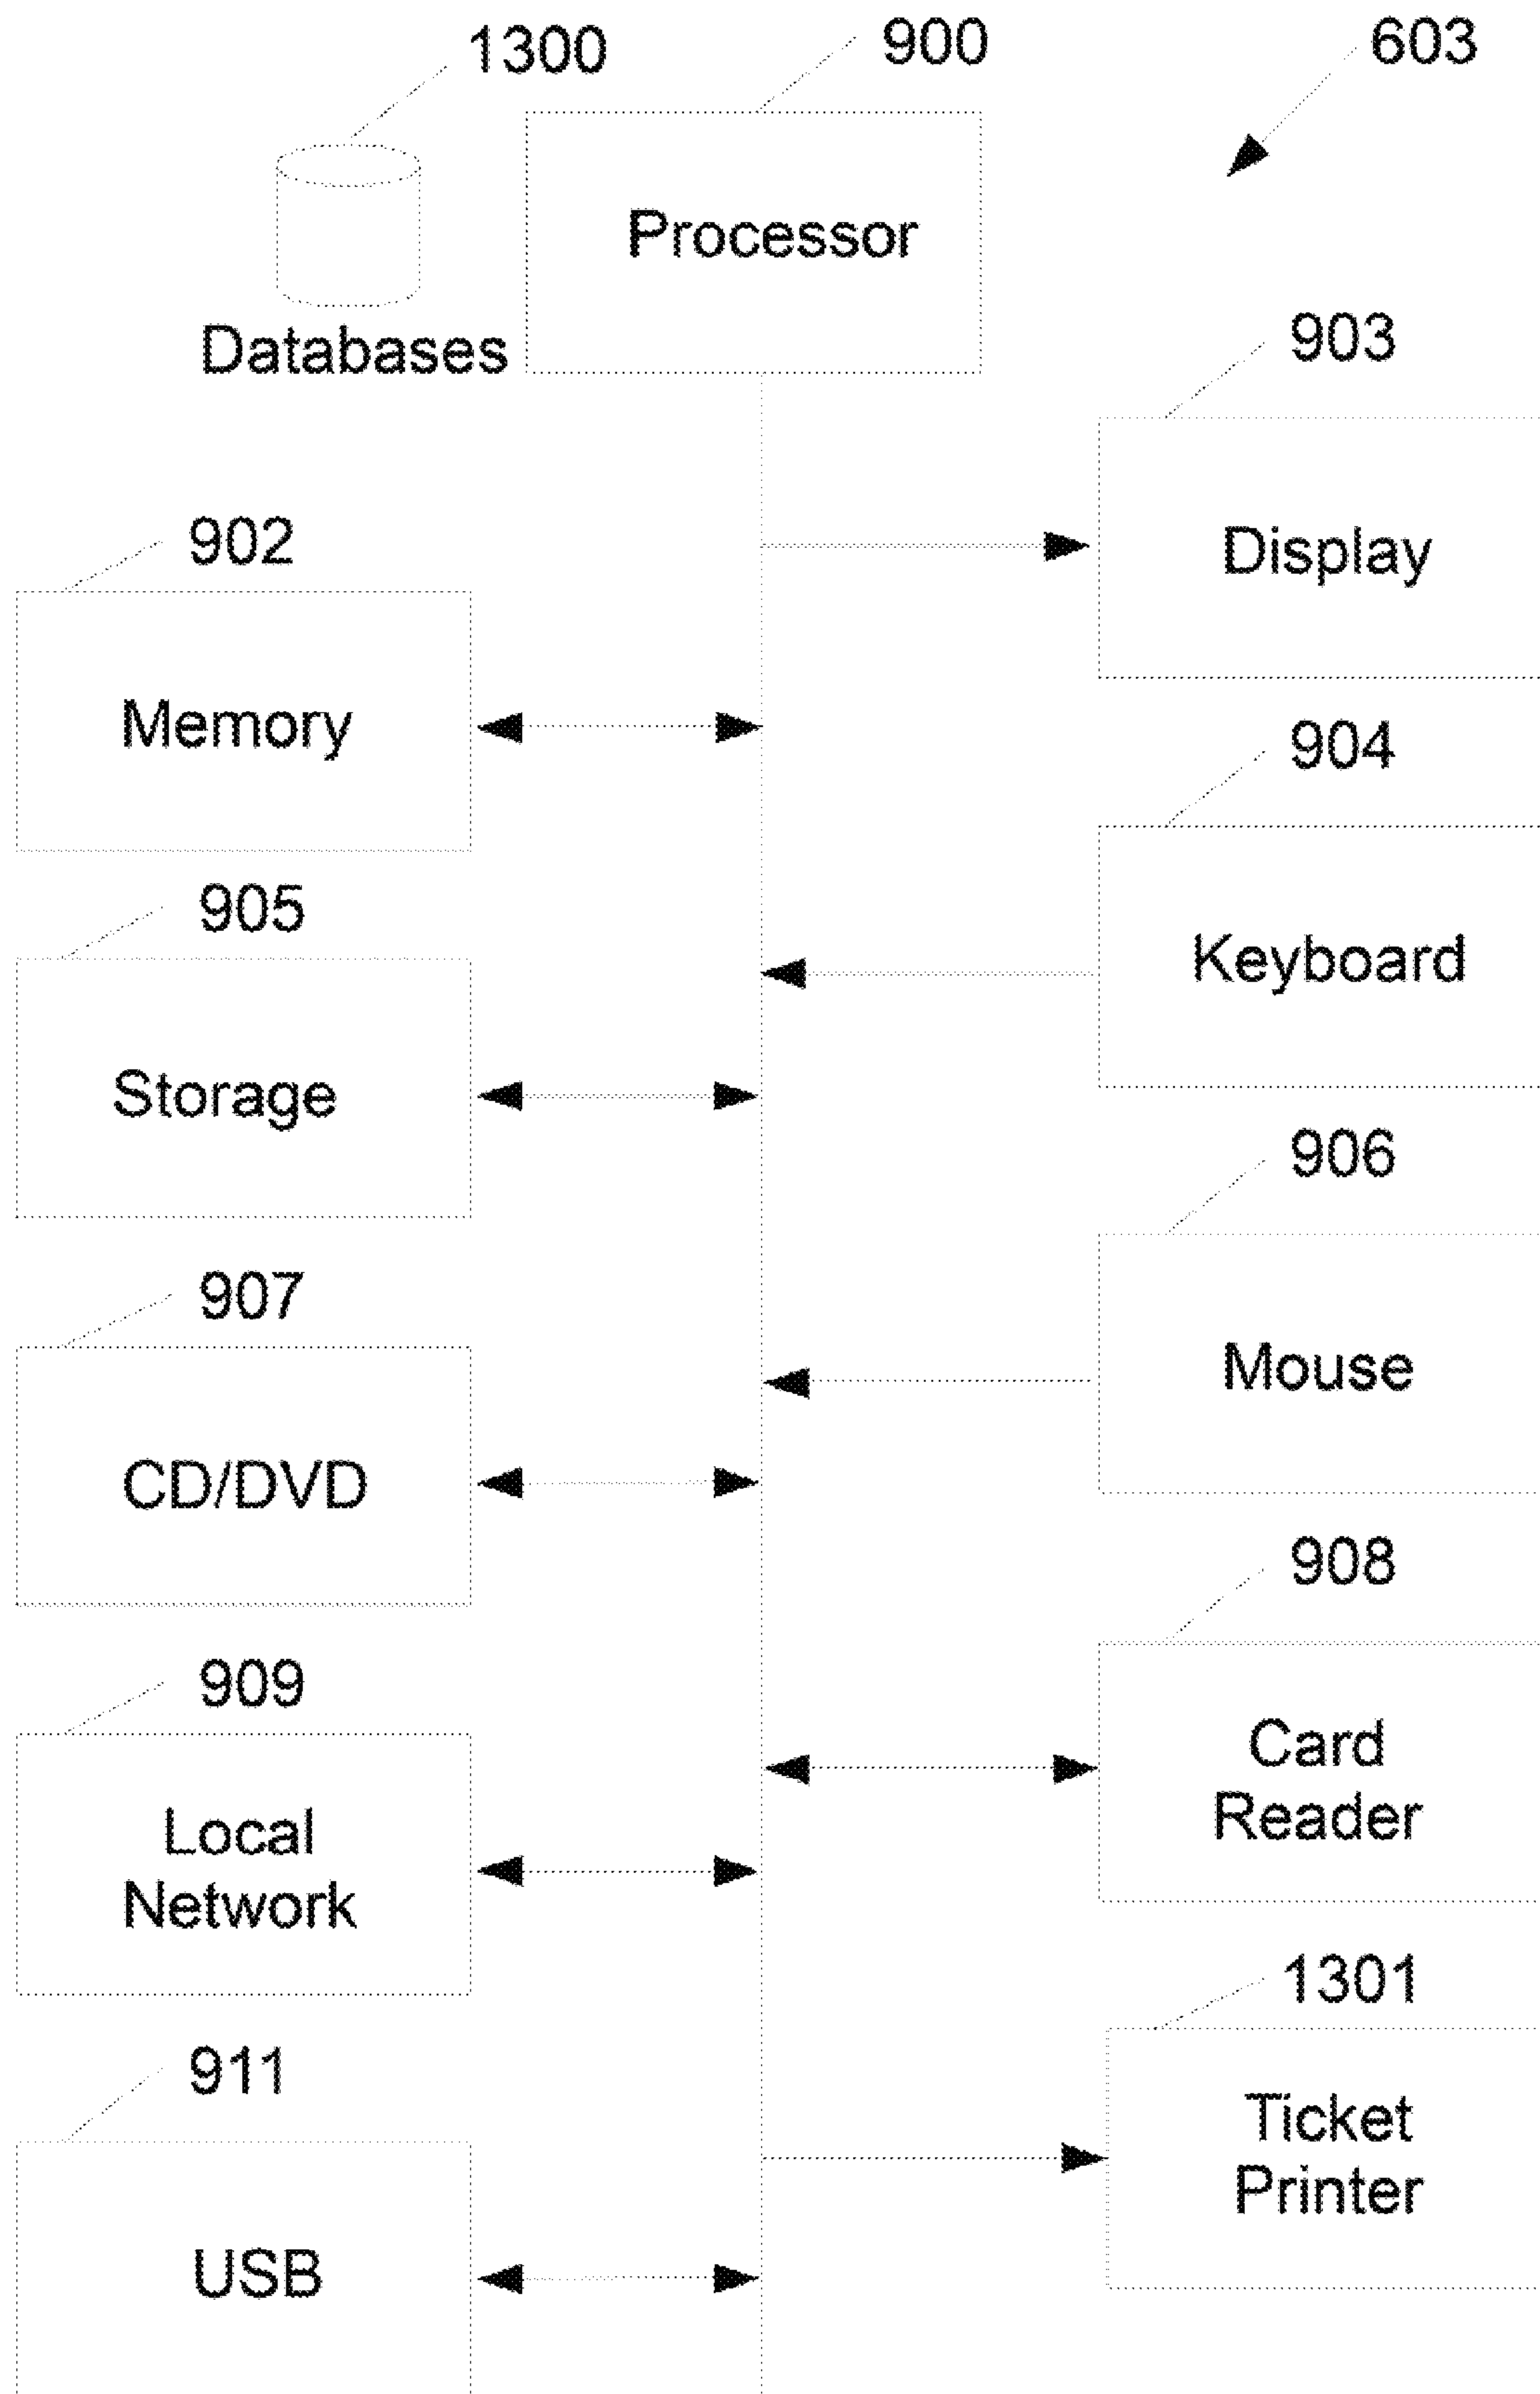 1300
900
603
Processor
Databases
903
Display
902
Memory
904
Keyboard
905
Storage
906
Mouse
907
CD/DVD
908
Card
Reader
909
Local
Network
1301
Ticket
Printer
911
USB